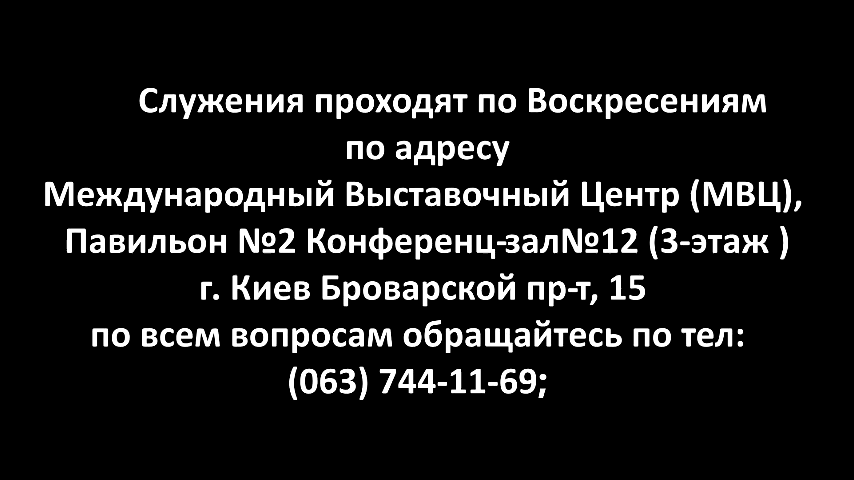 Служения проходят по Воскресениям
по адресу
Международный Выставочный Центр (МВЦ),
Павильон №2 Конференц-зал№12 (3-этаж )
г. Киев Броварской пр-т, 15
по всем вопросам обращайтесь по тел:
(063) 744-11-69;